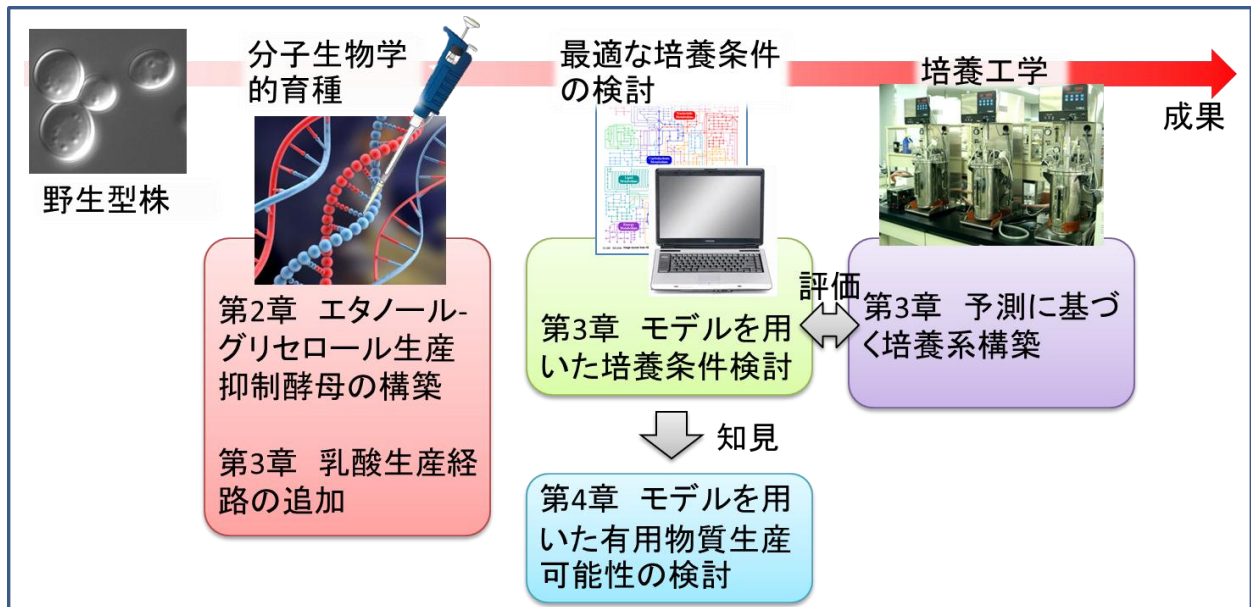 野生型株
分子生物学
的育種
最適な培養条件
の検討
培養工学
成果
第2章 エタノール-
グリセロール生産
抑制酵母の構築
第3章 乳酸生産経
路の追加
第3章 モデルを用
いた培養条件検討
評価
第3章 予測に基づ
く培養系構築
知見
第4章 モデルを用
いた有用物質生産
可能性の検討